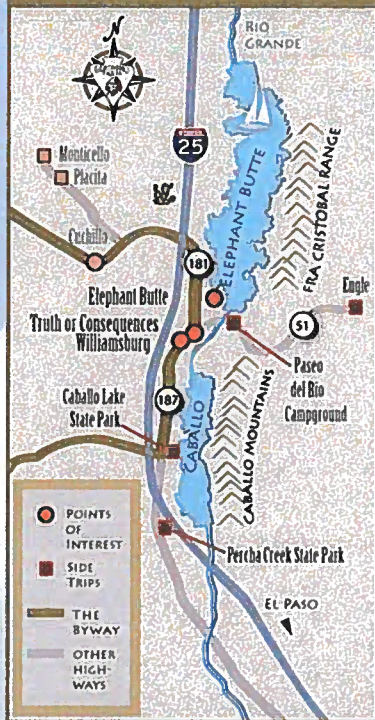 N
RIO
GRANDE
25
Monticello
Placita
Cuchillo
181
ELEPHANT BUTTE
FRA CRISTOBAL RANGE
Elephant Butte
Truth or Consequences
Williamsburg
Engle
51
Paseo
del Rio
Campground
187
Caballo Lake
State Park
CABALLO
CABALLO MOUNTAINS
Percha Creek State Park
EL PASO
POINTS
OF
INTEREST
SIDE
TRIPS
THE
BYWAY
OTHER
HIGH-
WAYS